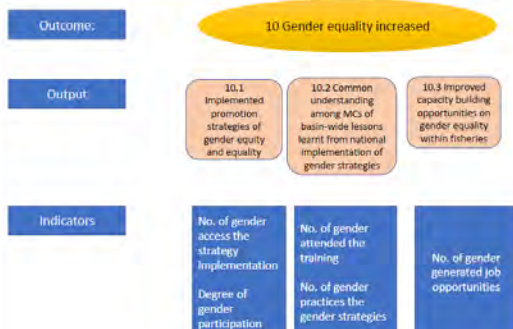 Outcome:
10 Gender equality increased
Output
10.1
Implemented
promotion
strategies of
gender equity
and equality
10.2 Common
understanding
among MCs of
basin-wide lessons
learnt from national
implementation of
gender strategies
10.3 Improved
capacity building
opportunities on
gender equality
within fisheries
Indicators
No. of gender
access the
strategy
Implementation
Degree of
gender
participation
No. of gender
attended the
training
No. of gender
practices the
gender strategies
No. of gender
generated job
opportunities